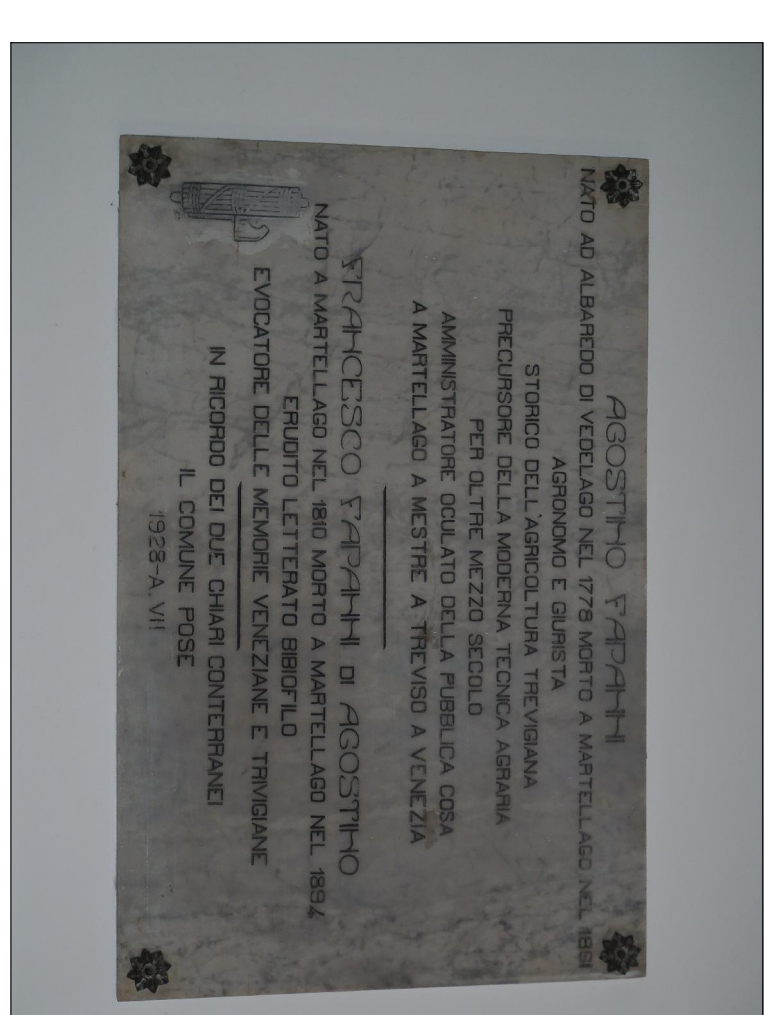 AGOSTINO FAPANNI
NATO AD ALBAREDO DI VEDELAGO NEL 1778 MORTO A MARTELLAGO NEL 1861
AGRONOMO E GIURISTA
STORICO DELL'AGRICOLTURA TREVIGIANA
PRECURSORE DELLA MODERNA TECNICA AGRARIA
PER OLTRE MEZZO SECOLO
AMMINISTRATORE OCULATO DELLA PUBBLICA COSA
A MARTELLAGO A MESTRE A TREVISO A VENEZIA
FRANCESCO FAPANNI DI AGOSTINO
NATO A MARTELLAGO NEL 1810 MORTO A MARTELLAGO NEL 1894
ERUDITO LETTERATO BIBIOFILO
EVOCATORE DELLE MEMORIE VENEZIANE E TRIVIGIANE
IN RICORDO DEI DUE CHIARI CONTERRANEI
IL COMUNE POSE
1928-A. VII